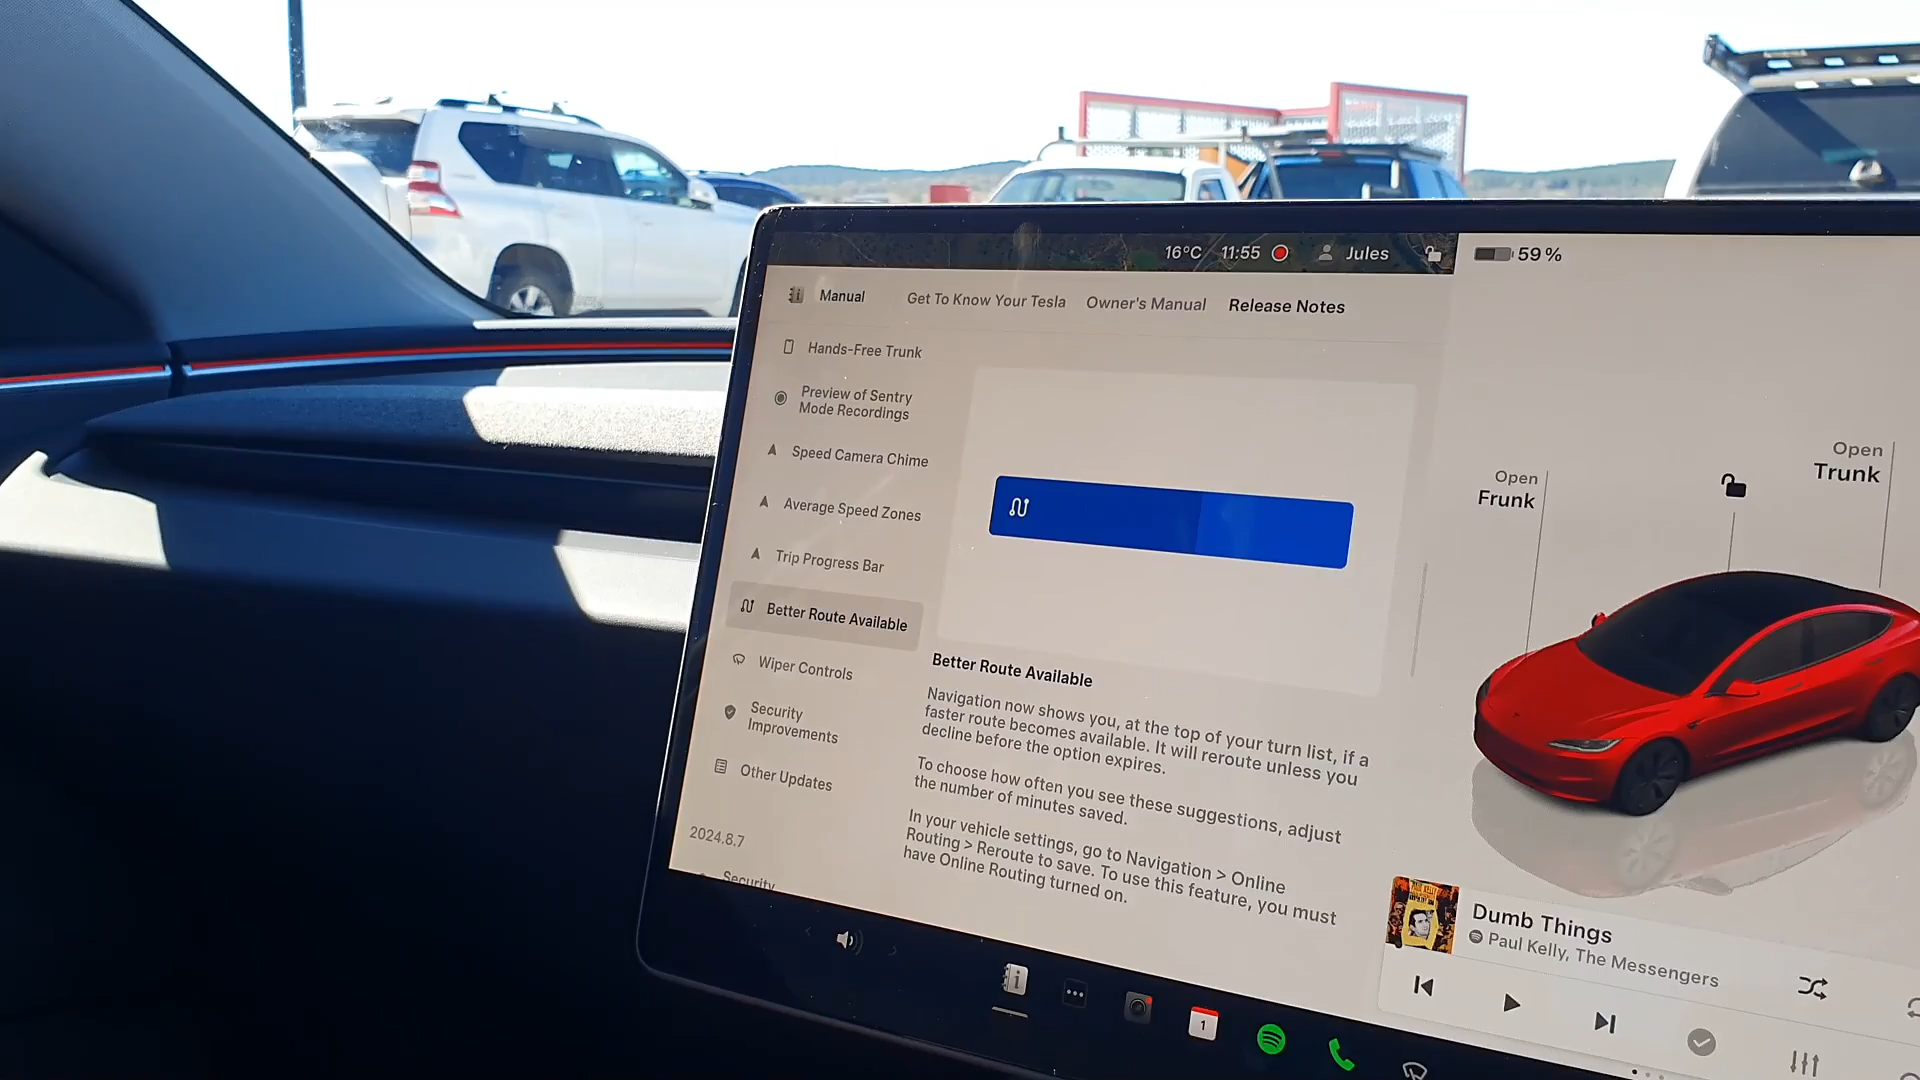 16°C 11:55 Jules 59 %
Manual Get To Know Your Tesla Owner's Manual Release Notes
Hands-Free Trunk
Preview of Sentry
Mode Recordings
Speed Camera Chime
Average Speed Zones
Trip Progress Bar
Better Route Available
Wiper Controls
Security
Improvements
Other Updates
2024.8.7
Security
Better Route Available
Navigation now shows you, at the top of your turn list, if a
faster route becomes available. It will reroute unless you
decline before the option expires.
To choose how often you see these suggestions, adjust
the number of minutes saved.
In your vehicle settings, go to Navigation > Online
Routing > Reroute to save. To use this feature, you must
have Online Routing turned on.
Open
Frunk
Open
Trunk
Dumb Things
Paul Kelly, The Messengers
1